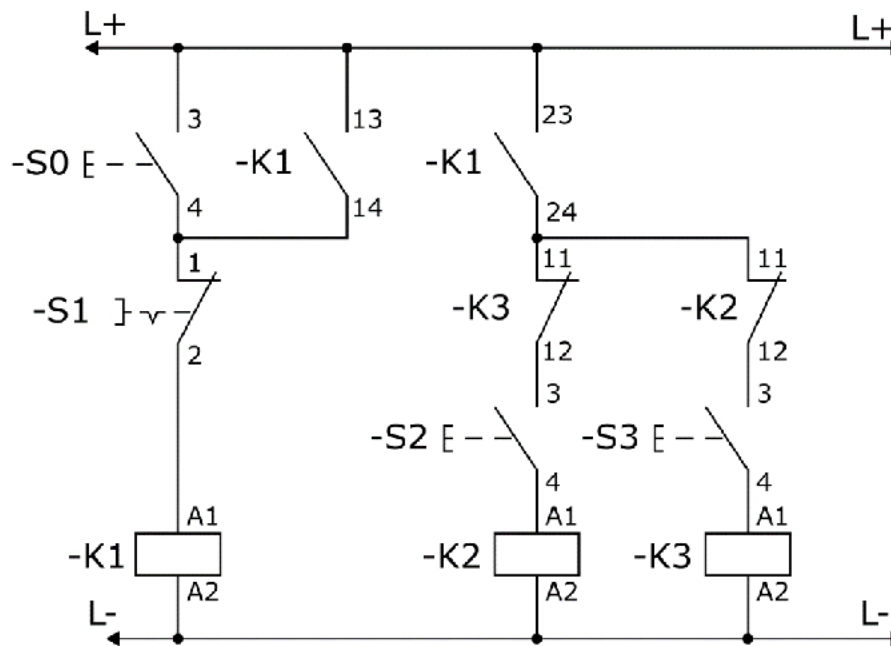 L+ L+
3 13 23
-S0 -K1 -K1
4 14 24
1 11 11
-S1 -K3 -K2
2 12 12
3 3
-S2 -S3
4 4
A1 A1 A1
-K1 -K2 -K3
A2 A2 A2
L- L-